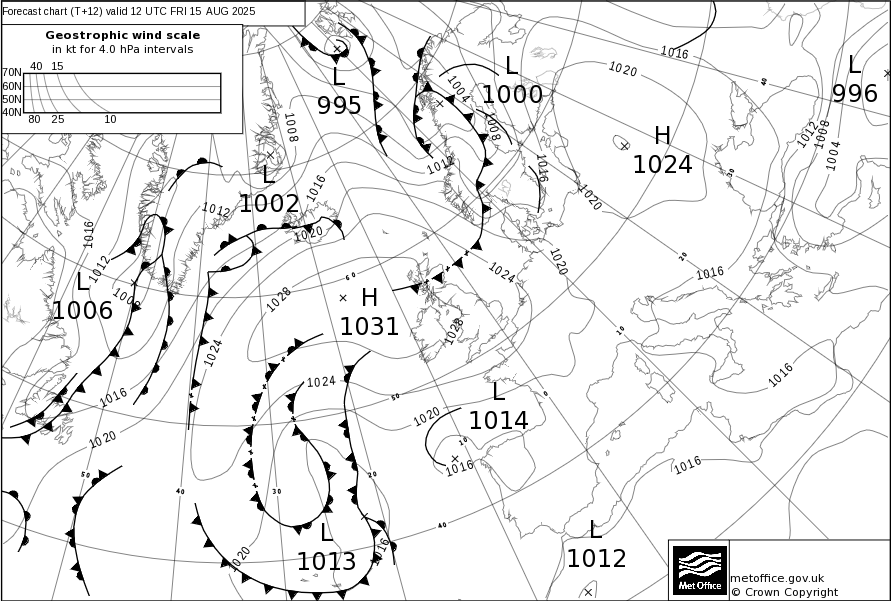 Forecast chart (T+12) valid 12 UTC FRI 15 AUG 2025
Geostrophic wind scale
in kt for 4.0 hPa intervals
40 15
70N
60N
50N
40N
80 25 10
L
995
L
1000
L
996
H
1024
L
1002
L
1006
H
1031
L
1014
L
1013
L
1012
1016
1020
1004
1008
1008
1012
1016
1012
1008
1004
1016
1012
1020
1016
1012
1008
1020
1020
1024
1016
1028
1028
1024
1024
1016
1020
1020
1016
1016
1016
1020
1016
40
30
20
10
0
10
20
30
40
50
60
50
40
Met Office
metoffice.gov.uk
© Crown Copyright